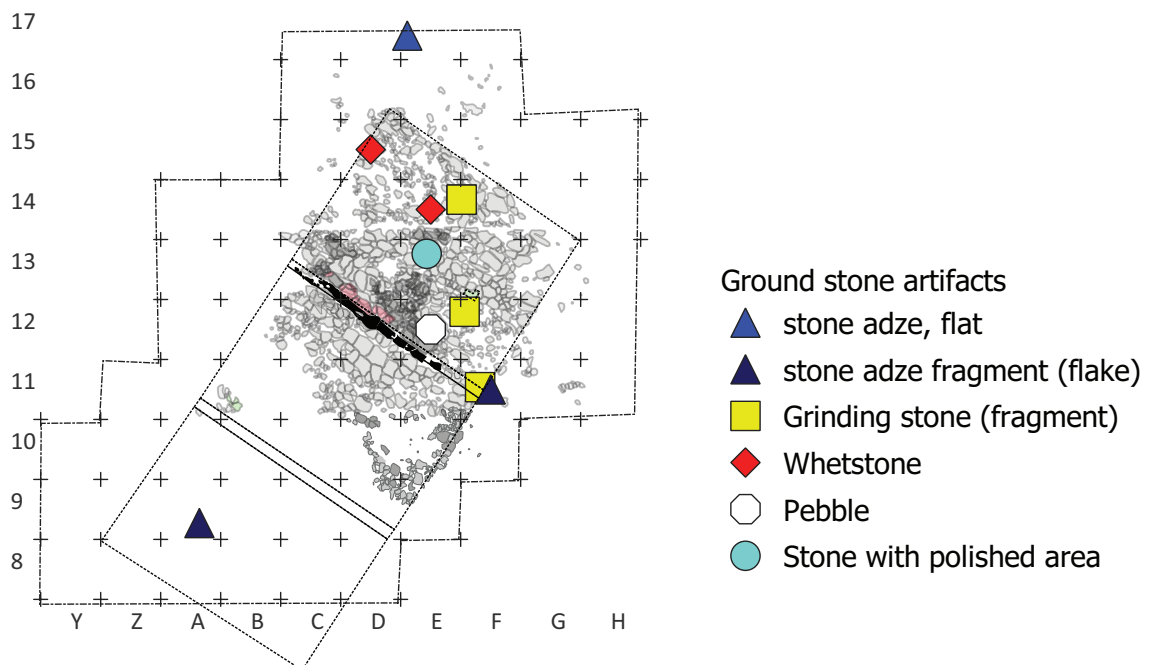 17
16
15
14
13
12
11
10
9
8
Y Z A B C D E F G H
Ground stone artifacts
stone adze, flat
stone adze fragment (flake)
Grinding stone (fragment)
Whetstone
Pebble
Stone with polished area